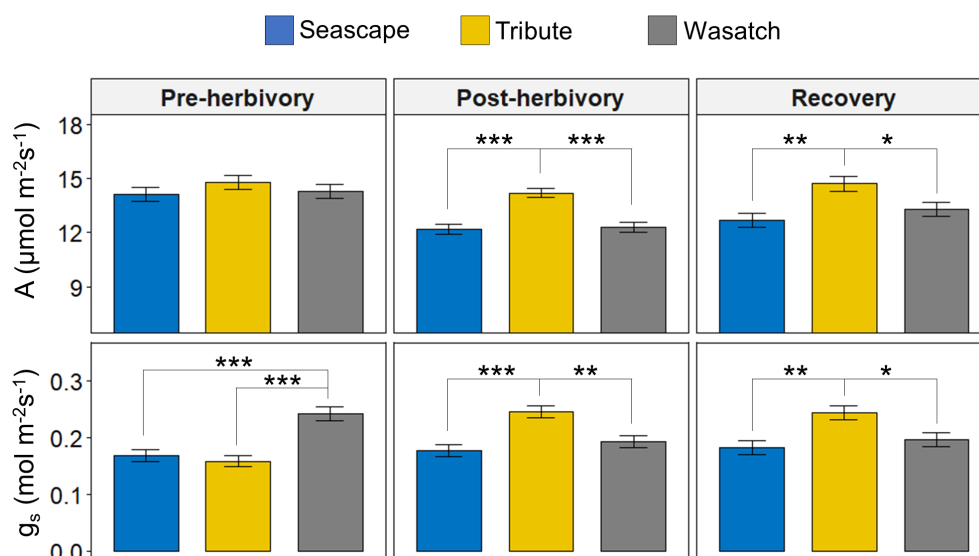 Seascape Tribute Wasatch
Pre-herbivory Post-herbivory Recovery
A (μmol m-2s-1)
18
15
12
9
*** *** ** *
gs (mol m-2s-1)
0.3
0.2
0.1
0.0
***
***
*** ** ** *